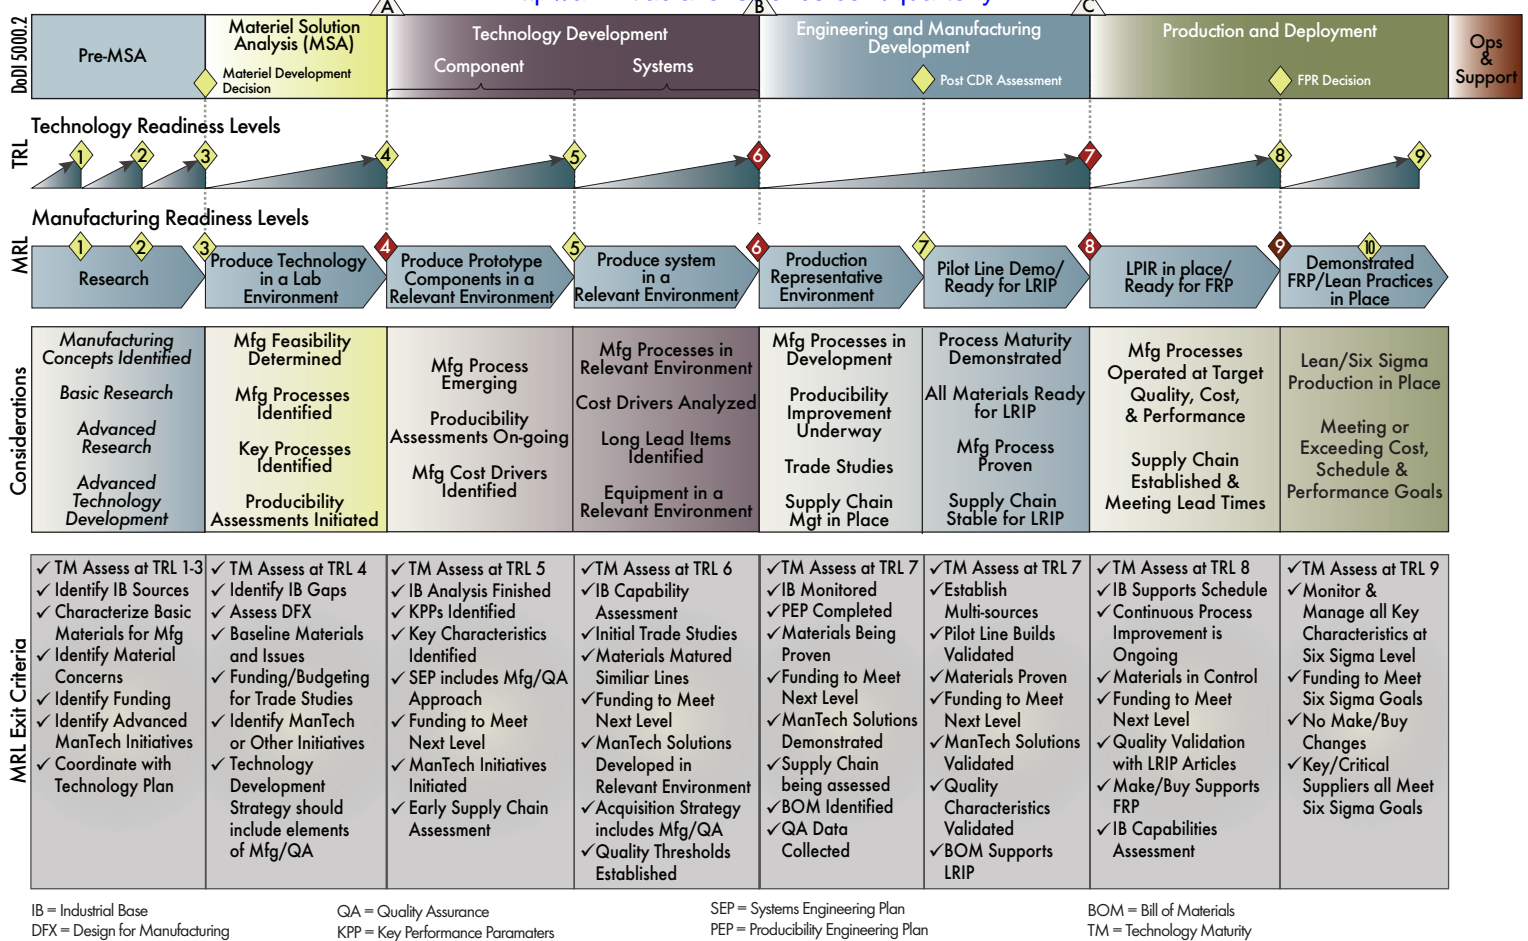 A
B
C
DoDI 5000.2
Pre-MSA
Materiel Solution
Analysis (MSA)
Materiel Development
Decision
Technology Development
Component
Systems
Engineering and Manufacturing
Development
Post CDR Assessment
Production and Deployment
FPR Decision
Ops
&
Support
Technology Readiness Levels
TRL
1
2
3
4
5
6
7
8
9
Manufacturing Readiness Levels
MRL
1
2
3
4
5
6
7
8
9
10
Research
Produce Technology
in a Lab
Environment
Produce Prototype
Components in a
Relevant Environment
Produce system
in a
Relevant Environment
Production
Representative
Environment
Pilot Line Demo/
Ready for LRIP
LPIR in place/
Ready for FRP
Demonstrated
FRP/Lean Practices
in Place
Considerations
Manufacturing
Concepts Identified
Basic Research
Advanced
Research
Advanced
Technology
Development
Mfg Feasibility
Determined
Mfg Processes
Identified
Key Processes
Identified
Producibility
Assessments Initiated
Mfg Process
Emerging
Producibility
Assessments On-going
Mfg Cost Drivers
Identified
Mfg Processes in
Relevant Environment
Cost Drivers Analyzed
Long Lead Items
Identified
Equipment in a
Relevant Environment
Mfg Processes in
Development
Producibility
Improvement
Underway
Trade Studies
Supply Chain
Mgt in Place
Process Maturity
Demonstrated
All Materials Ready
for LRIP
Mfg Process
Proven
Supply Chain
Stable for LRIP
Mfg Processes
Operated at Target
Quality, Cost,
& Performance
Supply Chain
Established &
Meeting Lead Times
Lean/Six Sigma
Production in Place
Meeting or
Exceeding Cost,
Schedule &
Performance Goals
MRL Exit Criteria
✓ TM Assess at TRL 1-3
✓ Identify IB Sources
✓ Characterize Basic
Materials for Mfg
✓ Identify Material
Concerns
✓ Identify Funding
✓ Identify Advanced
ManTech Initiatives
✓ Coordinate with
Technology Plan
✓ TM Assess at TRL 4
✓ Identify IB Gaps
✓ Assess DFX
✓ Baseline Materials
and Issues
✓ Funding/Budgeting
for Trade Studies
✓ Identify ManTech
or Other Initiatives
✓ Technology
Development
Strategy should
include elements
of Mfg/QA
✓ TM Assess at TRL 5
✓ IB Analysis Finished
✓ KPPs Identified
✓ Key Characteristics
Identified
✓ SEP includes Mfg/QA
Approach
✓ Funding to Meet
Next Level
✓ ManTech Initiatives
Initiated
✓ Early Supply Chain
Assessment
✓ TM Assess at TRL 6
✓ IB Capability
Assessment
✓ Initial Trade Studies
✓ Materials Matured
Similiar Lines
✓ Funding to Meet
Next Level
✓ ManTech Solutions
Developed in
Relevant Environment
✓ Acquisition Strategy
includes Mfg/QA
✓ Quality Thresholds
Established
✓ TM Assess at TRL 7
✓ IB Monitored
✓ PEP Completed
✓ Materials Being
Proven
✓ Funding to Meet
Next Level
✓ ManTech Solutions
Demonstrated
✓ Supply Chain
being assessed
✓ BOM Identified
✓ QA Data
Collected
✓ TM Assess at TRL 7
✓ Establish
Multi-sources
✓ Pilot Line Builds
Validated
✓ Materials Proven
✓ Funding to Meet
Next Level
✓ ManTech Solutions
Validated
✓ Quality
Characteristics
Validated
✓ BOM Supports
LRIP
✓ TM Assess at TRL 8
✓ IB Supports Schedule
✓ Continuous Process
Improvement is
Ongoing
✓ Materials in Control
✓ Funding to Meet
Next Level
✓ Quality Validation
with LRIP Articles
✓ Make/Buy Supports
FRP
✓ IB Capabilities
Assessment
✓ TM Assess at TRL 9
✓ Monitor &
Manage all Key
Characteristics at
Six Sigma Level
✓ Funding to Meet
Six Sigma Goals
✓ No Make/Buy
Changes
✓ Key/Critical
Suppliers all Meet
Six Sigma Goals
IB = Industrial Base
DFX = Design for Manufacturing
QA = Quality Assurance
KPP = Key Performance Paramaters
SEP = Systems Engineering Plan
PEP = Producibility Engineering Plan
BOM = Bill of Materials
TM = Technology Maturity